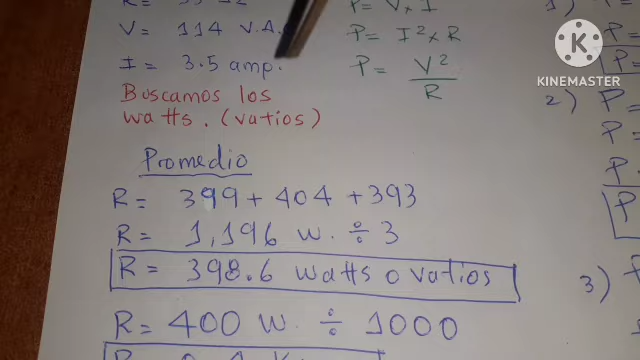 V = 114 V.A.
I = 3.5 amp.
Buscamos los
watts. (vatios)
P = V x I
P = I² x R
P = V²
R
Promedio
R = 399 + 404 + 393
R = 1,196 w. ÷ 3
R = 398.6 watts o vatios
R = 400 w. ÷ 1000
1) P =
P =
P =
2) P =
P =
P
P
3)
KINEMASTER